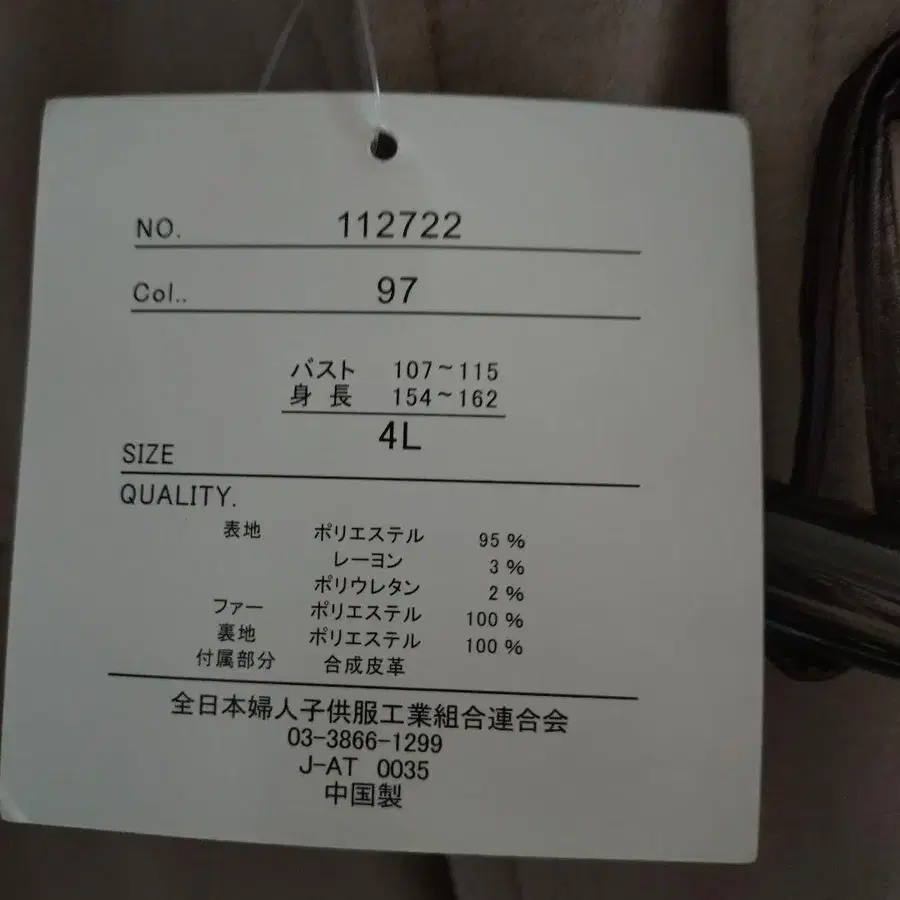 NO. 112722
Col.. 97
バスト 107~115
身 長 154~162
SIZE 4L
QUALITY.
表地 ポリエステル 95 %
レーヨン 3 %
ポリウレタン 2 %
ファー ポリエステル 100 %
裏地 ポリエステル 100 %
付属部分 合成皮革
全日本婦人子供服工業組合連合会
03-3866-1299
J-AT 0035
中国製